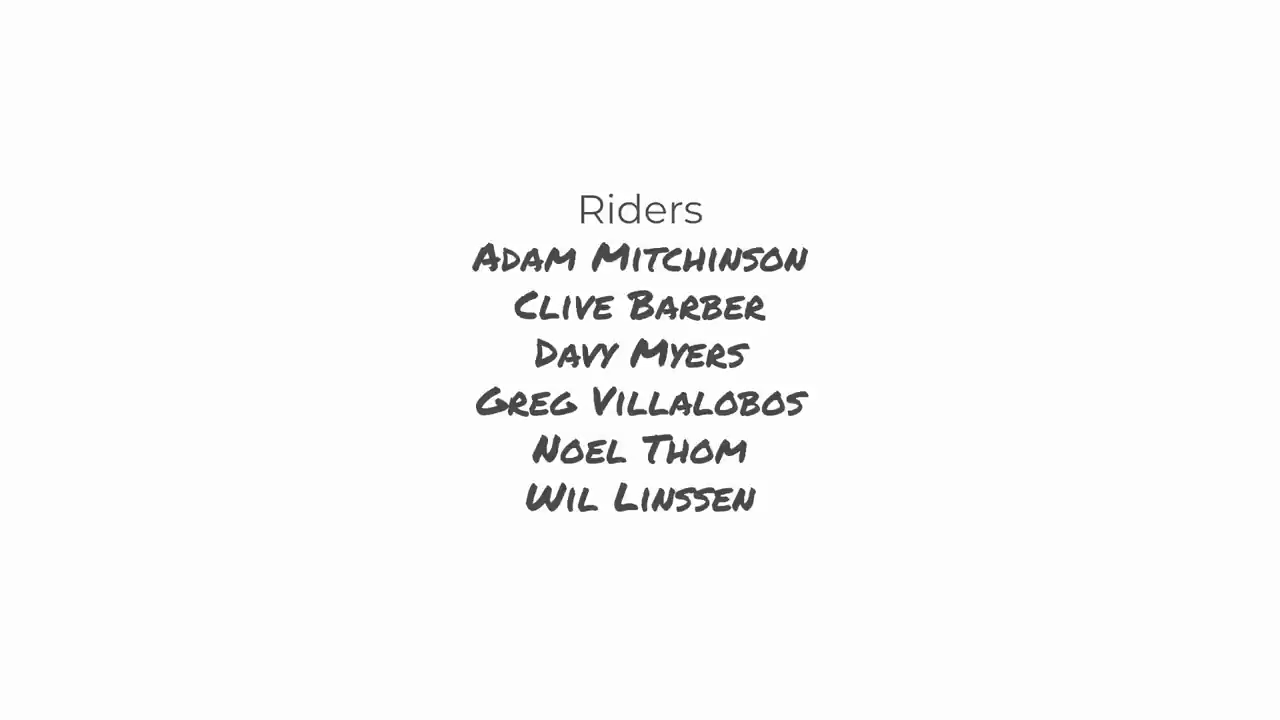 Riders
Adam Mitchinson
Clive Barber
Davy Myers
Greg Villalobos
Noel Thom
Wil Linssen